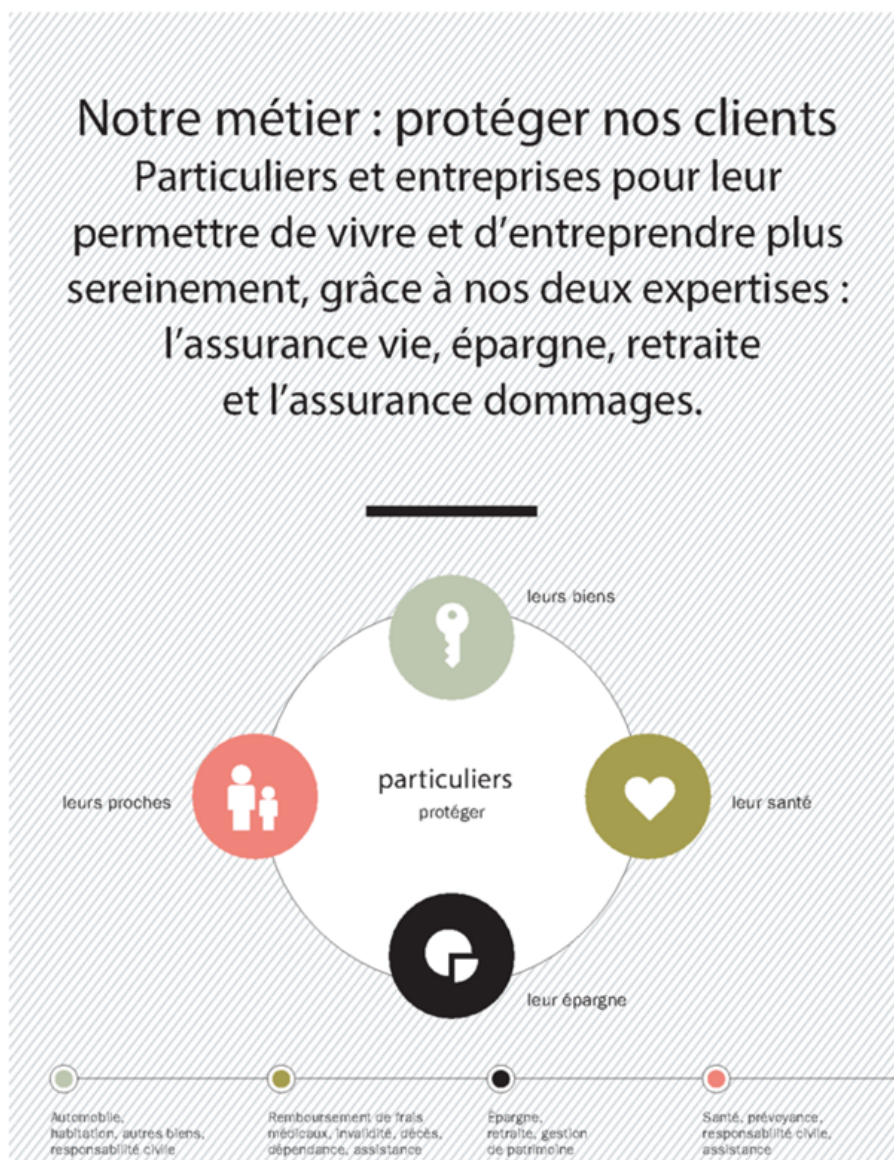 Notre métier : protéger nos clients
Particuliers et entreprises pour leur
permettre de vivre et d’entreprendre plus
sereinement, grâce à nos deux expertises :
l’assurance vie, épargne, retraite
et l’assurance dommages.
leurs biens
leurs proches
particuliers
protéger
leur santé
leur épargne
Automobile,
habitation, autres biens,
responsabilité civile
Remboursement de frais
médicaux, invalidité, décès,
dépendance, assistance
Épargne,
retraite, gestion
de patrimoine
Santé, prévoyance,
responsabilité civile,
assistance